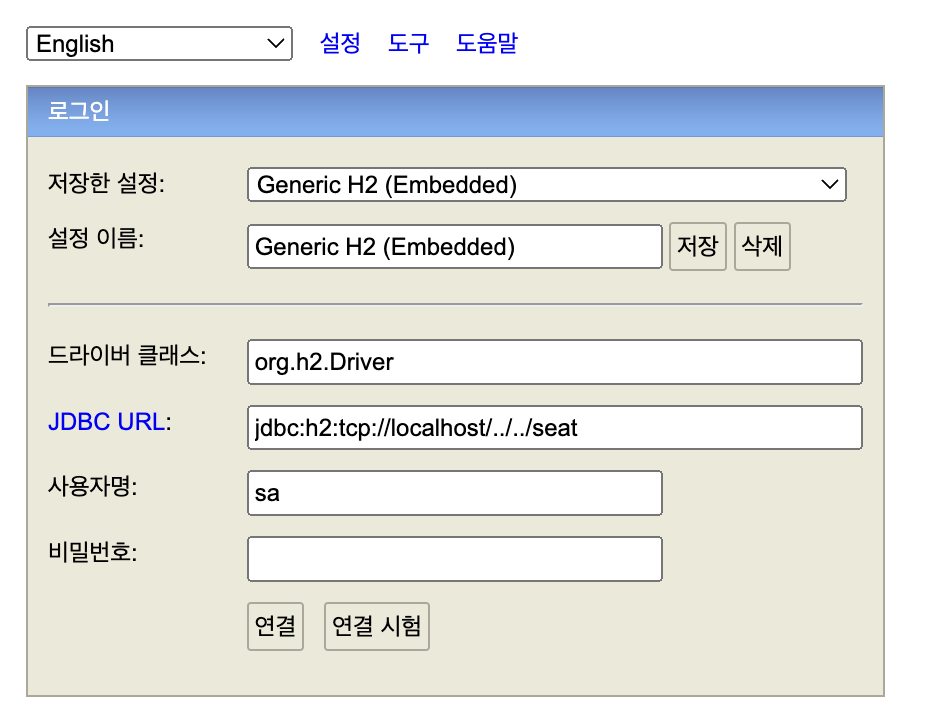 English 설정 도구 도움말
로그인
저장한 설정: Generic H2 (Embedded)
설정 이름: Generic H2 (Embedded) 저장 삭제
드라이버 클래스: org.h2.Driver
JDBC URL: jdbc:h2:tcp://localhost/../../seat
사용자명: sa
비밀번호:
연결 연결 시험